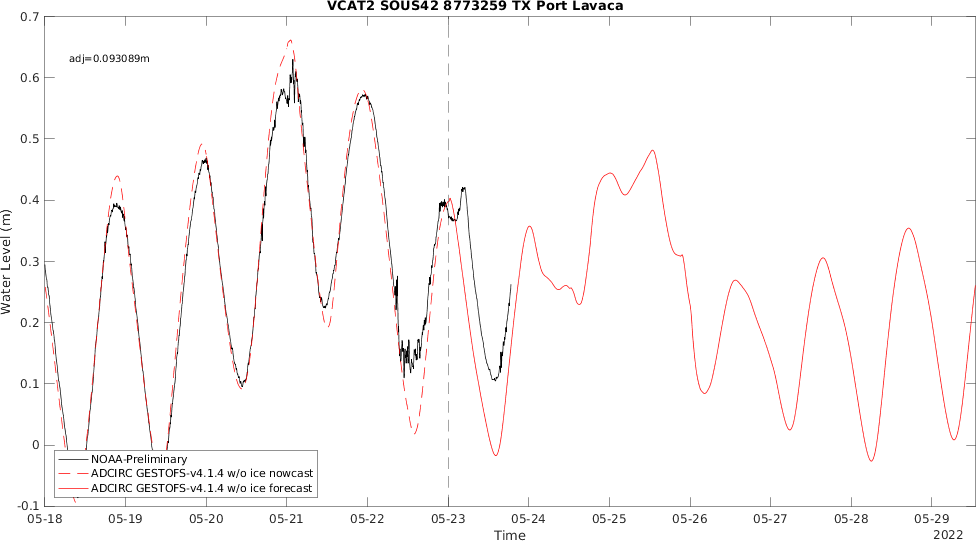 VCAT2 SOUS42 8773259 TX Port Lavaca
adj=0.093089m
0.7
0.6
0.5
0.4
0.3
0.2
0.1
0
-0.1
Water Level (m)
NOAA-Preliminary
ADCIRC GESTOFS-v4.1.4 w/o ice nowcast
ADCIRC GESTOFS-v4.1.4 w/o ice forecast
05-18 05-19 05-20 05-21 05-22 05-23 05-24 05-25 05-26 05-27 05-28 05-29
Time
2022